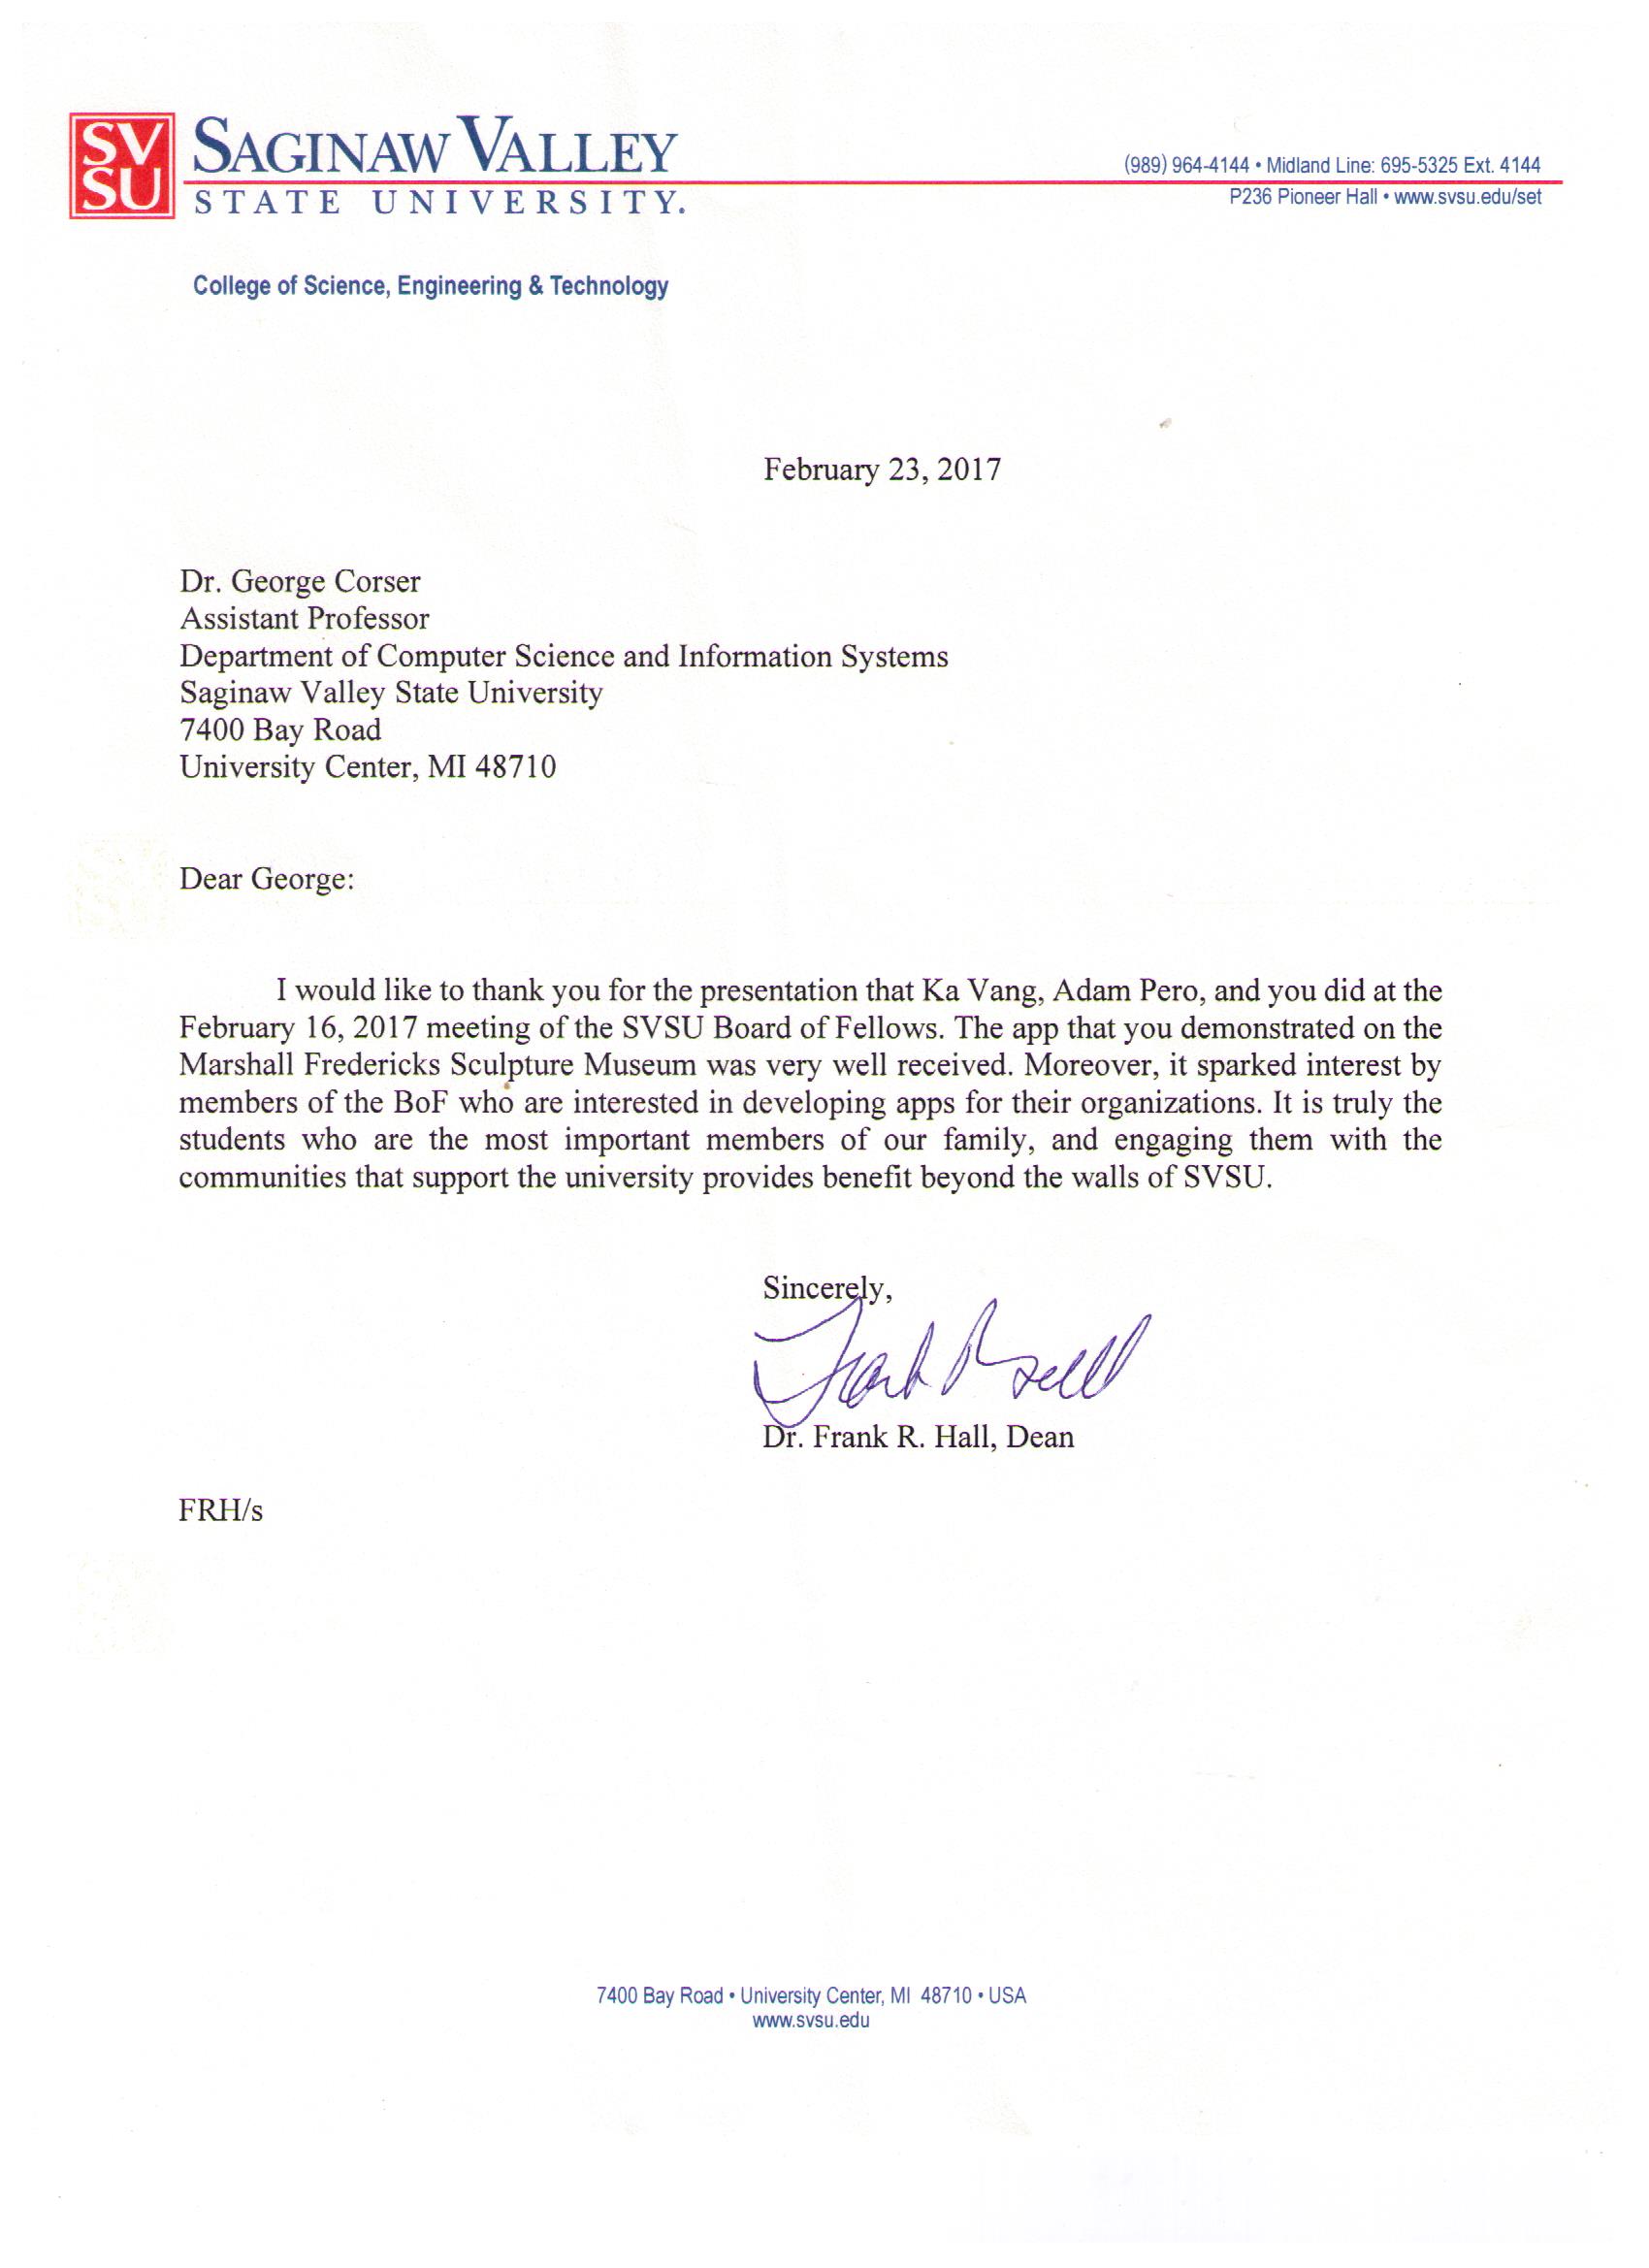 SV
SU
SAGINAW VALLEY
STATE UNIVERSITY.
(989) 964-4144 • Midland Line: 695-5325 Ext. 4144
P236 Pioneer Hall • www.svsu.edu/set
College of Science, Engineering & Technology
February 23, 2017
Dr. George Corser
Assistant Professor
Department of Computer Science and Information Systems
Saginaw Valley State University
7400 Bay Road
University Center, MI 48710
Dear George:
I would like to thank you for the presentation that Ka Vang, Adam Pero, and you did at the
February 16, 2017 meeting of the SVSU Board of Fellows. The app that you demonstrated on the
Marshall Fredericks Sculpture Museum was very well received. Moreover, it sparked interest by
members of the BoF who are interested in developing apps for their organizations. It is truly the
students who are the most important members of our family, and engaging them with the
communities that support the university provides benefit beyond the walls of SVSU.
Sincerely,
Dr. Frank R. Hall, Dean
FRH/s
7400 Bay Road • University Center, MI 48710 • USA
www.svsu.edu